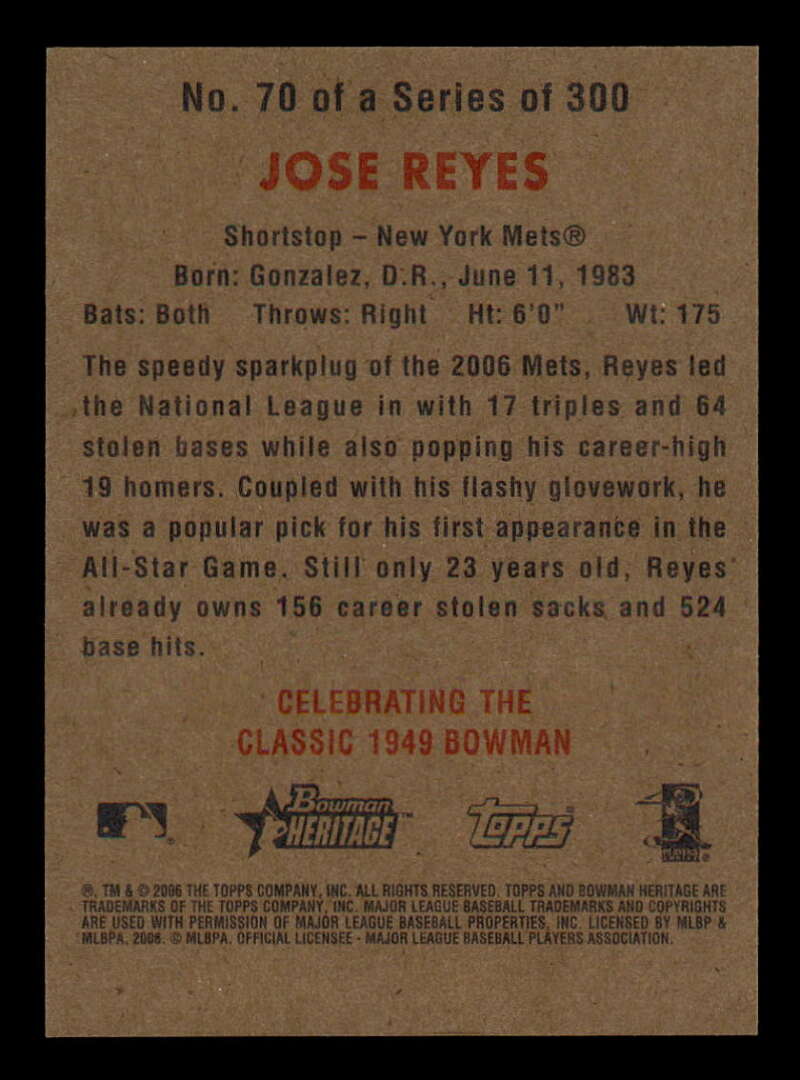 No. 70 of a Series of 300
JOSE REYES
Shortstop – New York Mets®
Born: Gonzalez, D.R., June 11, 1983
Bats: Both Throws: Right Ht: 6'0" Wt: 175
The speedy sparkplug of the 2006 Mets, Reyes led
the National League in with 17 triples and 64
stolen bases while also popping his career-high
19 homers. Coupled with his flashy glovework, he
was a popular pick for his first appearance in the
All-Star Game. Still only 23 years old, Reyes
already owns 156 career stolen sacks and 524
base hits.
CELEBRATING THE
CLASSIC 1949 BOWMAN
Bowman
HERITAGE™
Topps®
®, TM & © 2006 THE TOPPS COMPANY, INC. ALL RIGHTS RESERVED. TOPPS AND BOWMAN HERITAGE ARE
TRADEMARKS OF THE TOPPS COMPANY, INC. MAJOR LEAGUE BASEBALL TRADEMARKS AND COPYRIGHTS
ARE USED WITH PERMISSION OF MAJOR LEAGUE BASEBALL PROPERTIES, INC. LICENSED BY MLBP &
MLBPA. 2006. © MLBPA. OFFICIAL LICENSEE - MAJOR LEAGUE BASEBALL PLAYERS ASSOCIATION.